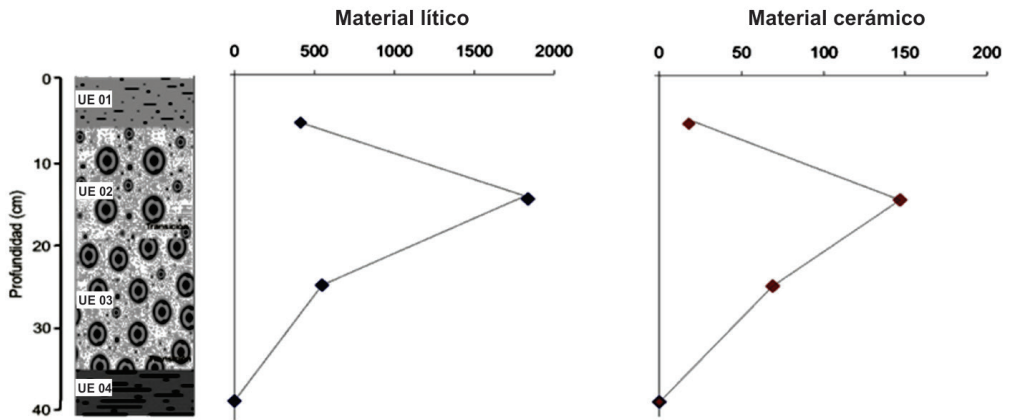 Material lítico
Material cerámico
0 500 1000 1500 2000
0 50 100 150 200
Profundidad (cm)
0
10
20
30
40
UE 01
UE 02
Transición
UE 03
UE 04